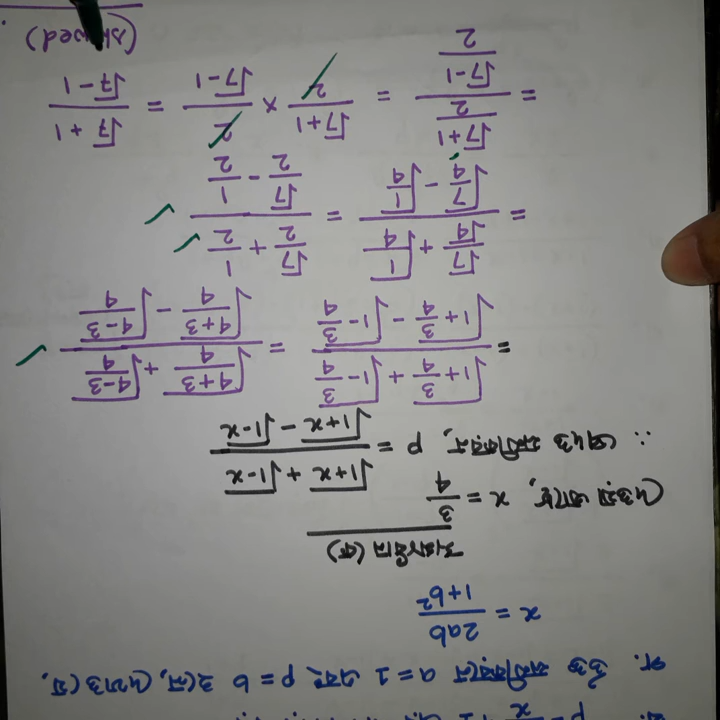 p = x
গ. উক্ত সমীকরণে a = 1 এবং p = b হলে, দেখাও যে,
x = 2ab / 1+b²
সমাধান (খ)
দেওয়া আছে, x = 3/4
∴ প্রদত্ত সমীকরণ, p = (√1+x + √1-x) / (√1+x - √1-x)
= (√1+3/4 + √1-3/4) / (√1+3/4 - √1-3/4) = (√4+3/4 + √4-3/4) / (√4+3/4 - √4-3/4)
= (√7/√4 + √1/4) / (√7/4 - √1/4) = (√7/2 + 1/2) / (√7/2 - 1/2)
= (√7+1/2) / (√7-1/2) = √7+1/2 × 2/√7-1 = √7+1/√7-1